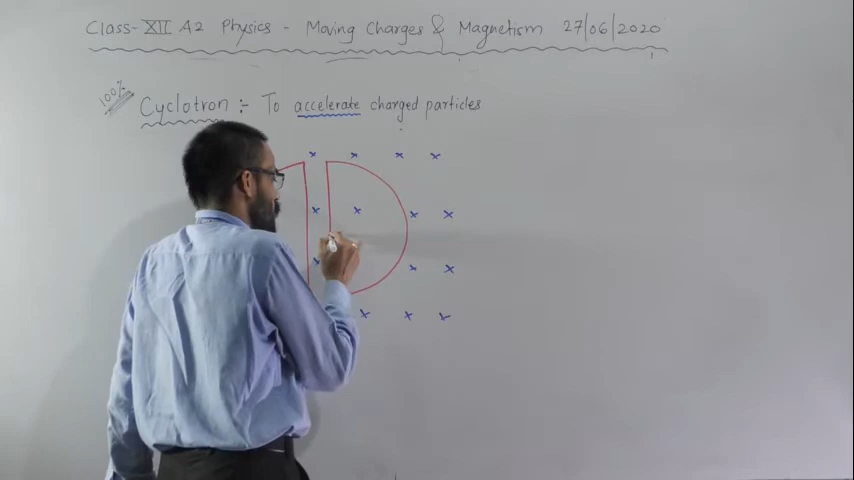 Class-XII A2 Physics - Moving Charges & Magnetism 27/06/2020
100%
Cyclotron :- To accelerate charged particles
x x x x
x x x x
x x x
x x x